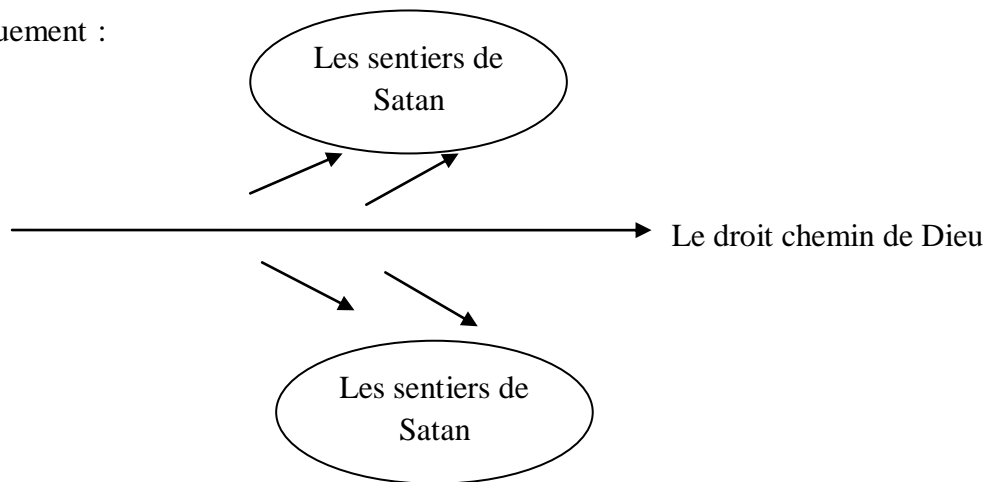 uement :
Les sentiers de
Satan
Le droit chemin de Dieu
Les sentiers de
Satan